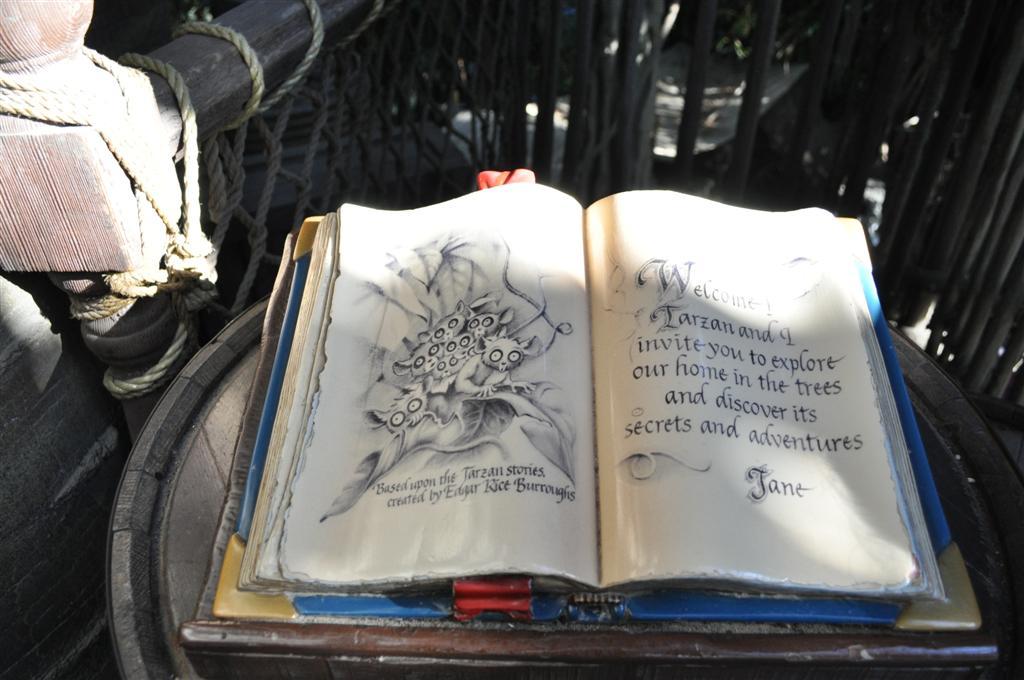 Based upon the Tarzan stories,
created by Edgar Rice Burroughs
Welcome!
Tarzan and I
invite you to explore
our home in the trees
and discover its
secrets and adventures
Jane